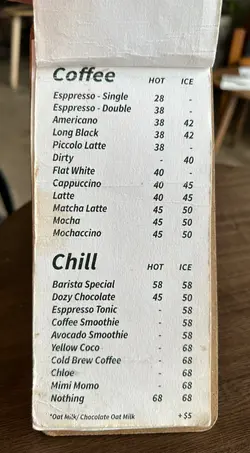 Coffee HOT ICE
Esppresso - Single 28 -
Esppresso - Double 38 -
Americano 38 42
Long Black 38 42
Piccolo Latte 38 -
Dirty - 40
Flat White 40 -
Cappuccino 40 45
Latte 40 45
Matcha Latte 45 50
Mocha 45 50
Mochaccino 45 50
Chill HOT ICE
Barista Special 58 58
Dozy Chocolate 45 50
Esppresso Tonic - 58
Coffee Smoothie - 58
Avocado Smoothie - 58
Yellow Coco - 68
Cold Brew Coffee - 68
Chloe - 68
Mimi Momo - 68
Nothing 68 68
*Oat Milk/ Chocolate Oat Milk + $5